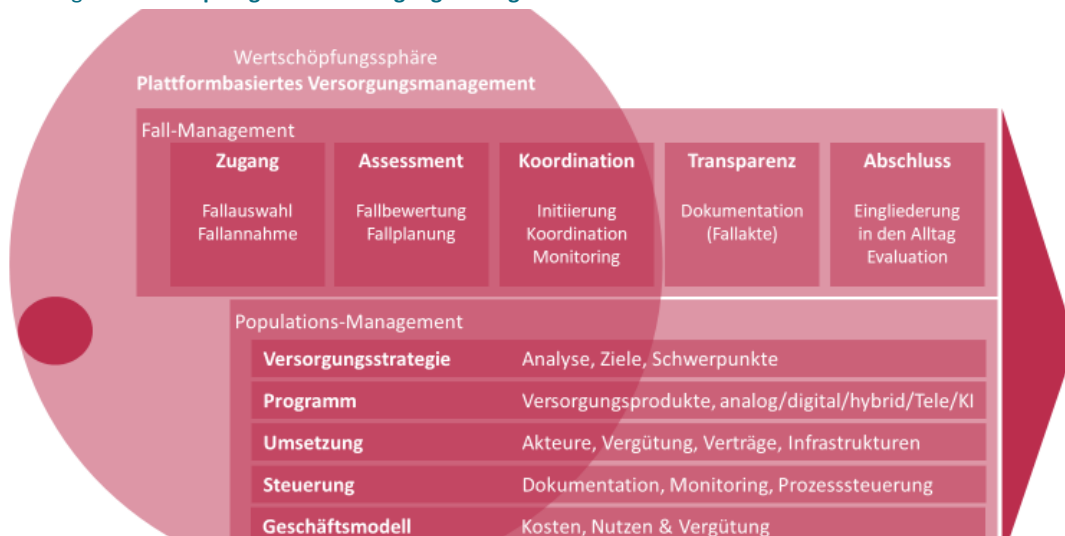 Wertschöpfungssphäre
Plattformbasiertes Versorgungsmanagement
Fall-Management
Zugang
Fallauswahl
Fallannahme
Assessment
Fallbewertung
Fallplanung
Koordination
Initiierung
Koordination
Monitoring
Transparenz
Dokumentation
(Fallakte)
Abschluss
Eingliederung
in den Alltag
Evaluation
Populations-Management
Versorgungsstrategie Analyse, Ziele, Schwerpunkte
Programm Versorgungsprodukte, analog/digital/hybrid/Tele/KI
Umsetzung Akteure, Vergütung, Verträge, Infrastrukturen
Steuerung Dokumentation, Monitoring, Prozesssteuerung
Geschäftsmodell Kosten, Nutzen & Vergütung